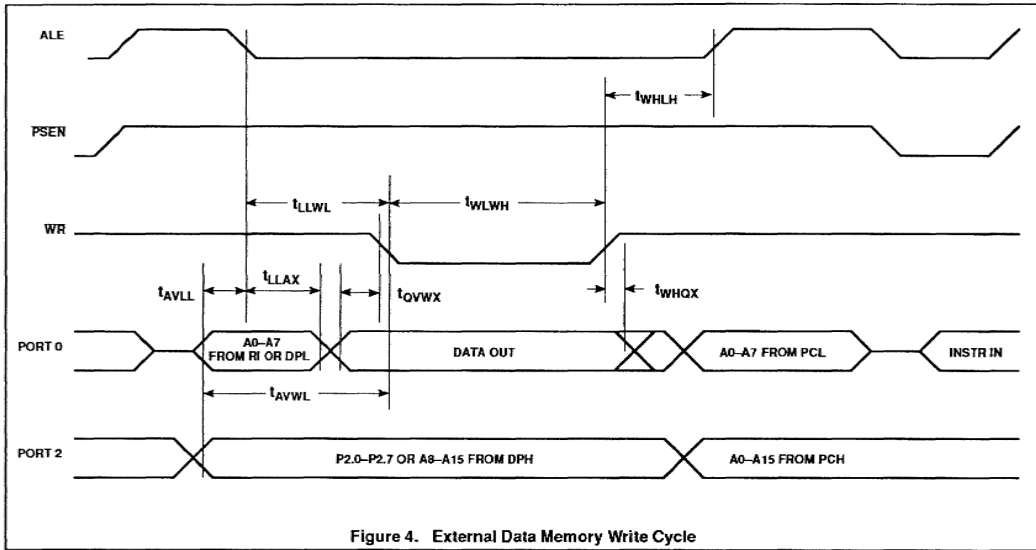 ALE
tWHLH
PSEN
tLLWL
tWLWH
WR
tAVLL
tLLAX
tQVWX
tWHQX
PORT 0
A0–A7
FROM RI OR DPL
DATA OUT
A0–A7 FROM PCL
INSTR IN
tAVWL
PORT 2
P2.0–P2.7 OR A8–A15 FROM DPH
A0–A15 FROM PCH
Figure 4. External Data Memory Write Cycle